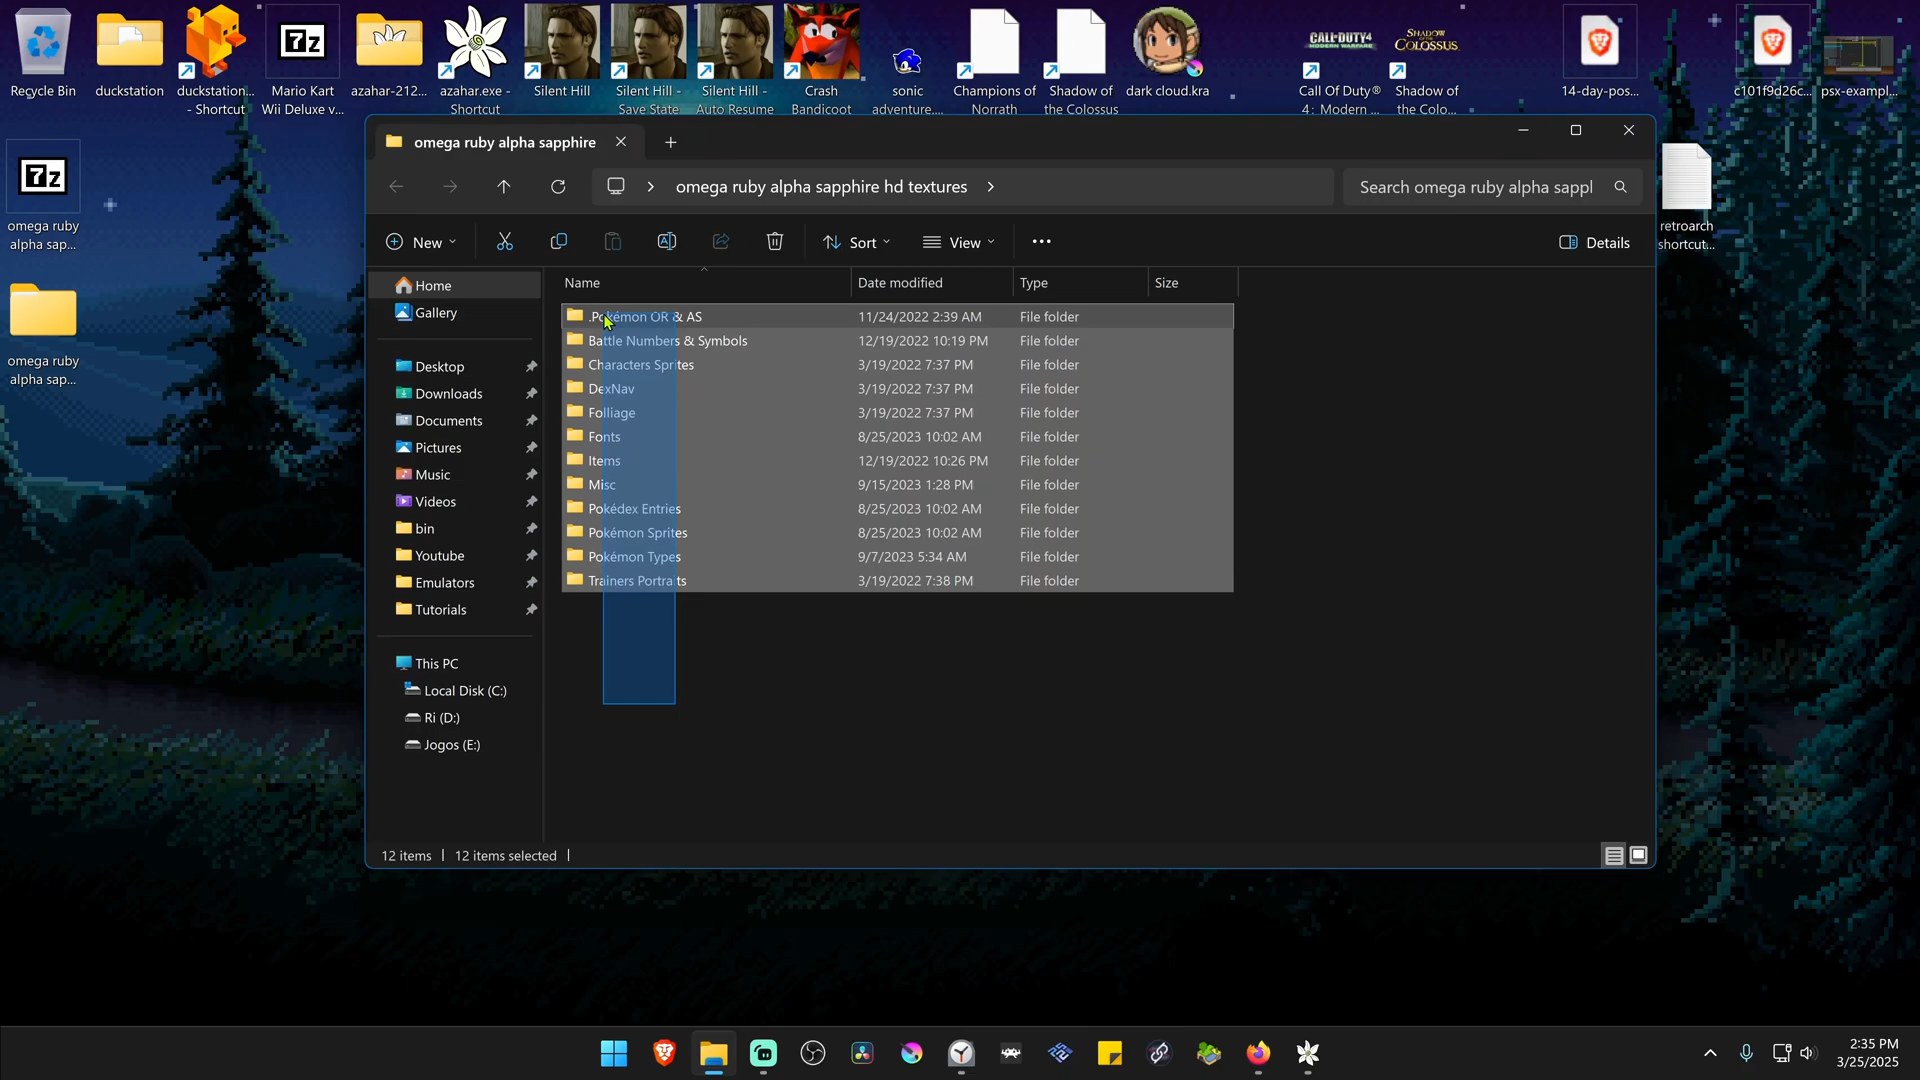 Recycle Bin
duckstation
duckstation...
- Shortcut
7z
Mario Kart
Wii Deluxe v...
azahar-212...
azahar.exe -
Shortcut
Silent Hill
Silent Hill -
Save State
Silent Hill -
Auto Resume
Crash
Bandicoot
sonic
adventure....
Champions of
Norrath
Shadow of
the Colossus
dark cloud.kra
CALL·DUTY4
MODERN WARFARE
Call Of Duty®
4: Modern ...
SHADOW
OF THE
COLOSSUS
Shadow of
the Colo...
14-day-pos...
c101f9d26c...
psx-exampl...
7z
omega ruby
alpha sap...
omega ruby
alpha sap...
retroarch
shortcut...
omega ruby alpha sapphire
omega ruby alpha sapphire hd textures
Search omega ruby alpha sappl
New
Sort
View
Details
Name
Date modified
Type
Size
Home
Gallery
Desktop
Downloads
Documents
Pictures
Music
Videos
bin
Youtube
Emulators
Tutorials
This PC
Local Disk (C:)
Ri (D:)
Jogos (E:)
.Pokémon OR & AS 11/24/2022 2:39 AM File folder
Battle Numbers & Symbols 12/19/2022 10:19 PM File folder
Characters Sprites 3/19/2022 7:37 PM File folder
DexNav 3/19/2022 7:37 PM File folder
Folliage 3/19/2022 7:37 PM File folder
Fonts 8/25/2023 10:02 AM File folder
Items 12/19/2022 10:26 PM File folder
Misc 9/15/2023 1:28 PM File folder
Pokédex Entries 8/25/2023 10:02 AM File folder
Pokémon Sprites 8/25/2023 10:02 AM File folder
Pokémon Types 9/7/2023 5:34 AM File folder
Trainers Portraits 3/19/2022 7:38 PM File folder
12 items
12 items selected
2:35 PM
3/25/2025